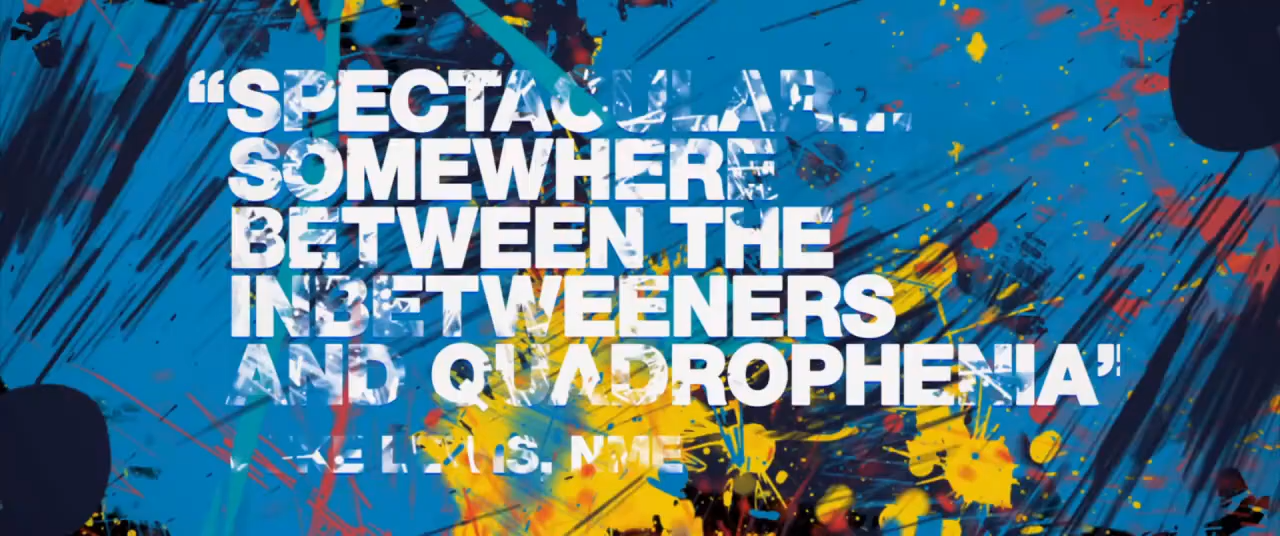 “SPECTACULAR...
SOMEWHERE
BETWEEN THE
INBETWEENERS
AND QUADROPHENIA”
NME